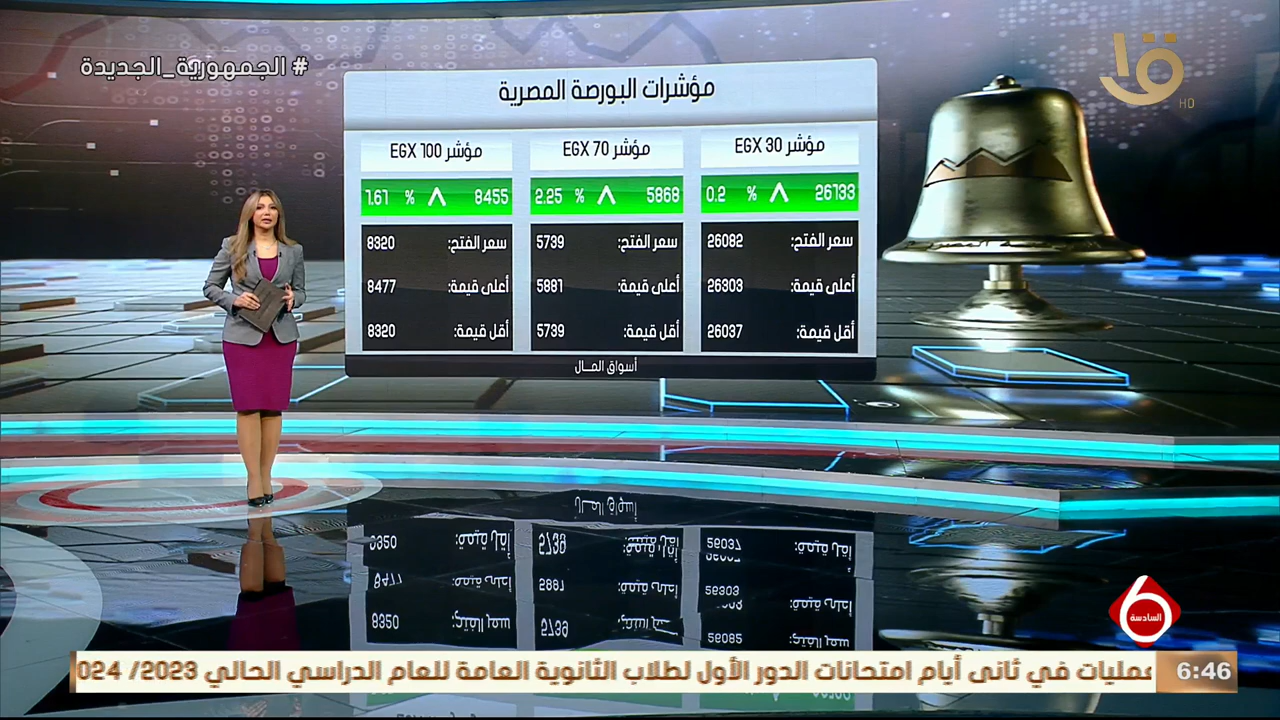 #الجمهورية_الجديدة
HD
مؤشرات البورصة المصرية
مؤشر EGX 30
26133 % 0.2
سعر الفتح: 26082
أعلى قيمة: 26303
أقل قيمة: 26037
مؤشر EGX 70
5868 % 2.25
سعر الفتح: 5739
أعلى قيمة: 5881
أقل قيمة: 5739
مؤشر EGX 100
8455 % 1.61
سعر الفتح: 8320
أعلى قيمة: 8477
أقل قيمة: 8320
أسواق المـال
6 السادسة
عمليات في ثانى أيام امتحانات الدور الأول لطلاب الثانوية العامة للعام الدراسي الحالي 2023/ 024
6:46